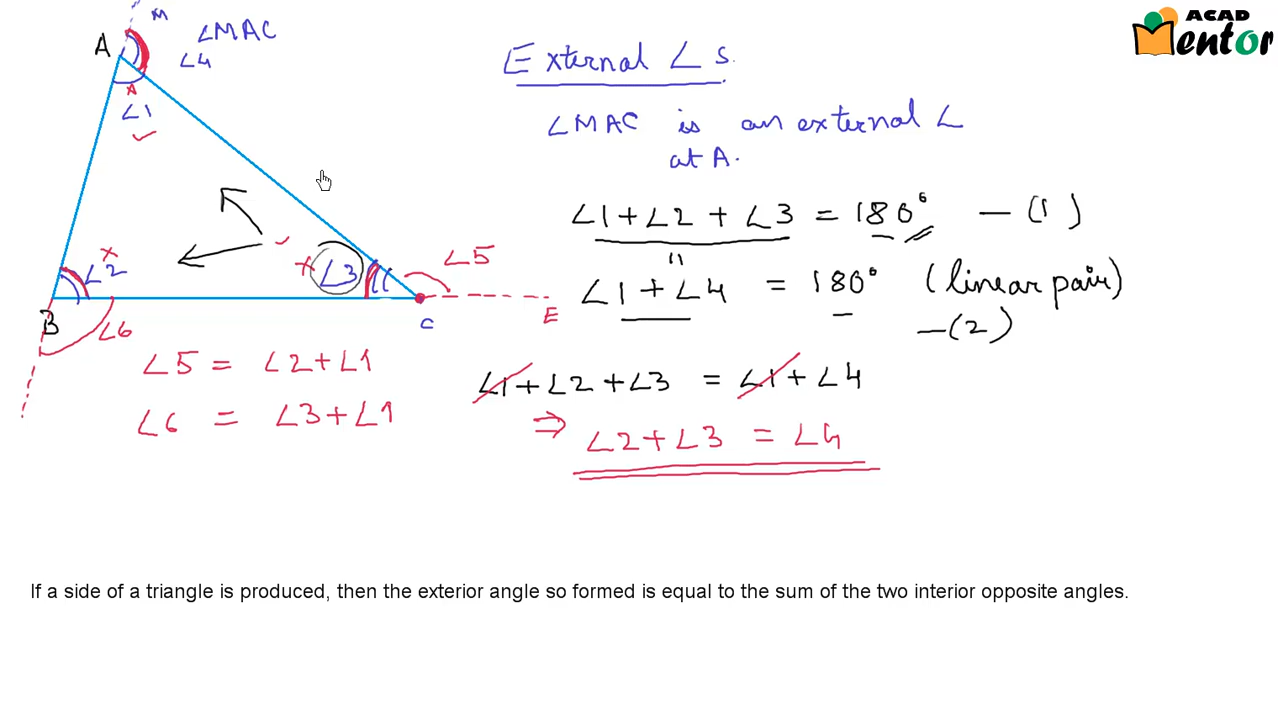 M
A
∠MAC
∠4
A
∠1
∠2
∠3
∠5
B
∠6
C
E
∠5 = ∠2+∠1
∠6 = ∠3+∠1
ACAD
Mentor
External ∠s.
∠MAC is an external ∠
at A.
∠1+∠2+∠3 = 180° —(1)
∠1+∠4 = 180° (linear pair)
—(2)
∠1+∠2+∠3 = ∠1+∠4
⇒ ∠2+∠3 = ∠4
If a side of a triangle is produced, then the exterior angle so formed is equal to the sum of the two interior opposite angles.